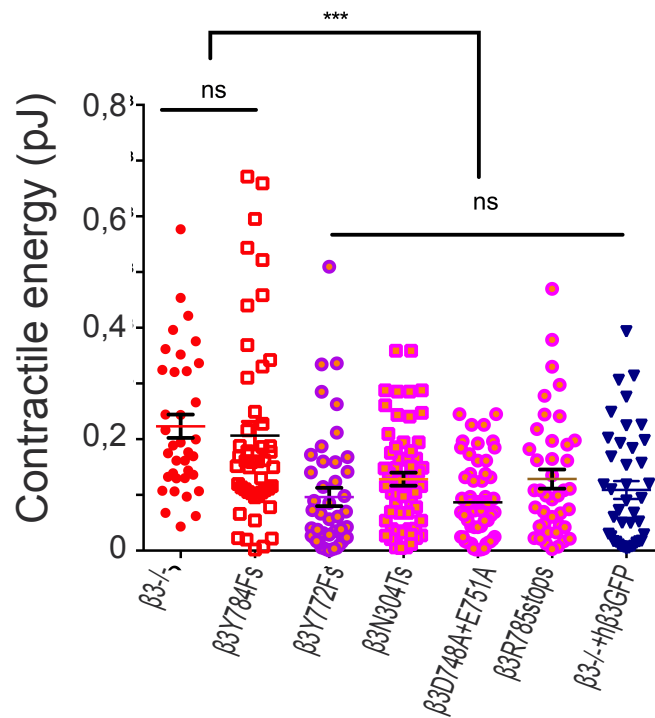 ***
ns
ns
Contractile energy (pJ)
0,8
0,6
0,4
0,2
0
β3-/-
β3Y784Fs
β3Y772Fs
β3N304Ts
β3D748A+E751A
β3R785stops
β3-/-+hβ3GFP